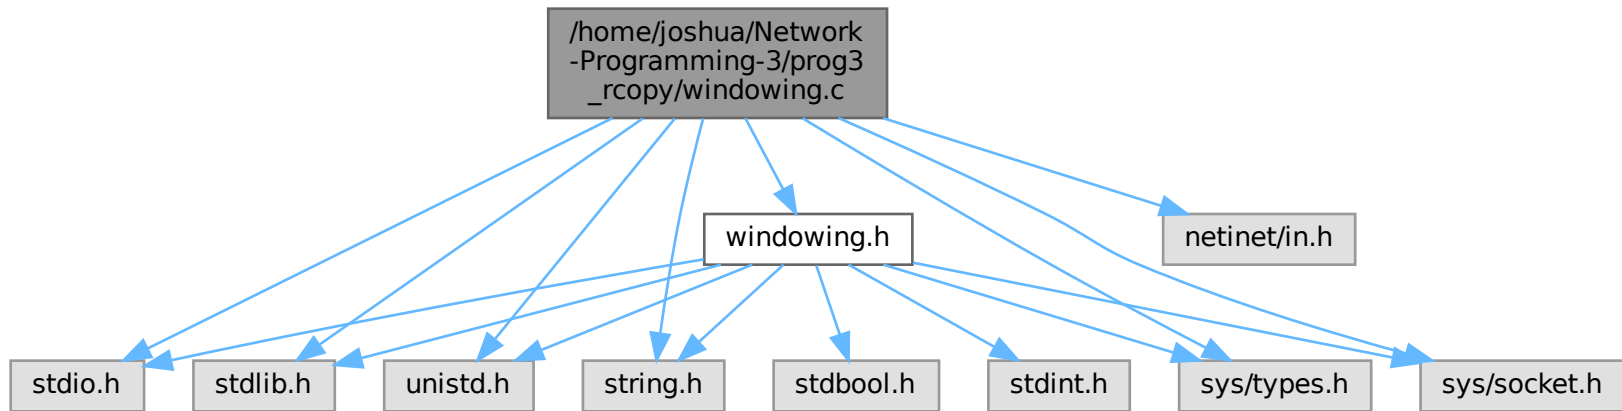 /home/joshua/Network
-Programming-3/prog3
_rcopy/windowing.c
windowing.h
netinet/in.h
stdio.h
stdlib.h
unistd.h
string.h
stdbool.h
stdint.h
sys/types.h
sys/socket.h